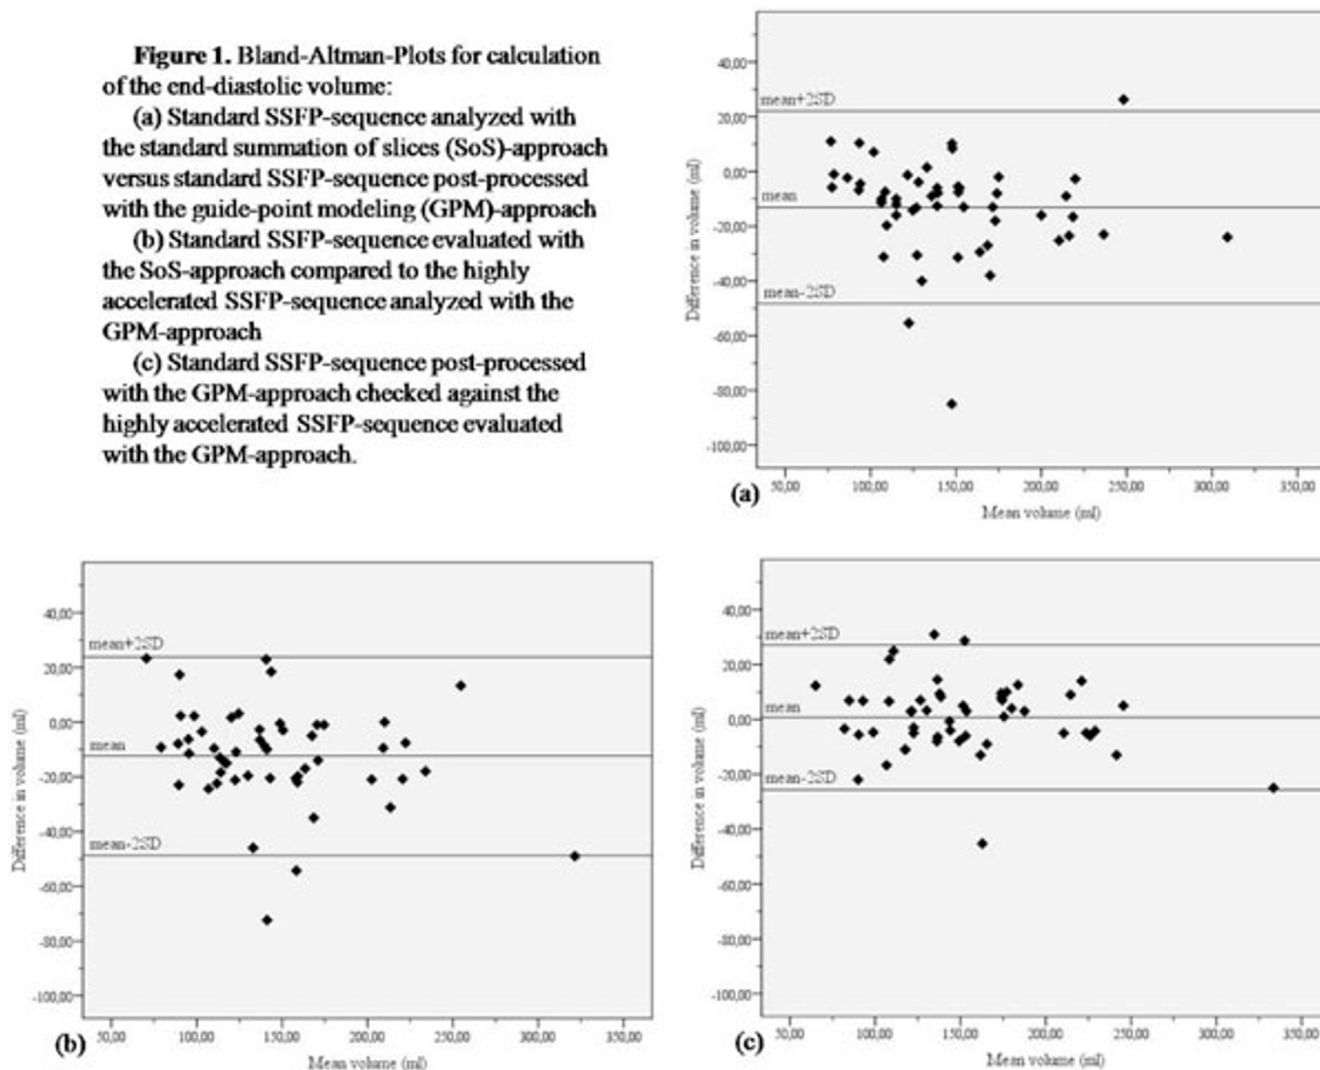 Figure 1. Bland-Altman-Plots for calculation
of the end-diastolic volume:
(a) Standard SSFP-sequence analyzed with
the standard summation of slices (SoS)-approach
versus standard SSFP-sequence post-processed
with the guide-point modeling (GPM)-approach
(b) Standard SSFP-sequence evaluated with
the SoS-approach compared to the highly
accelerated SSFP-sequence analyzed with the
GPM-approach
(c) Standard SSFP-sequence post-processed
with the GPM-approach checked against the
highly accelerated SSFP-sequence evaluated
with the GPM-approach.
Difference in volume (ml)
40,00
mean+2SD
20,00
0,00
mean
-20,00
-40,00
mean-2SD
-60,00
-80,00
-100,00
(a)
50,00 100,00 150,00 200,00 250,00 300,00 350,00
Mean volume (ml)
Difference in volume (ml)
40,00
mean+2SD
20,00
0,00
mean
-20,00
-40,00
mean-2SD
-60,00
-80,00
-100,00
(b)
50,00 100,00 150,00 200,00 250,00 300,00 350,00
Mean volume (ml)
Difference in volume (ml)
40,00
mean+2SD
20,00
mean
0,00
-20,00
mean-2SD
-40,00
-60,00
-80,00
-100,00
(c)
50,00 100,00 150,00 200,00 250,00 300,00 350,00
Mean volume (ml)